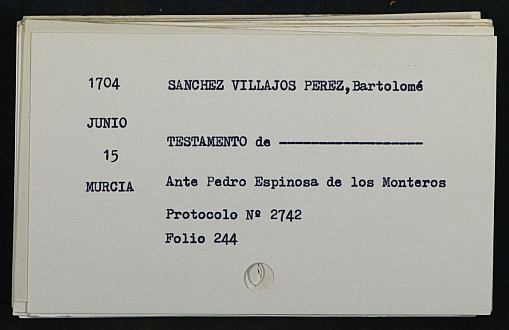 1704 SANCHEZ VILLAJOS PEREZ,Bartolomé
JUNIO
TESTAMENTO de -------------------
15
MURCIA Ante Pedro Espinosa de los Monteros
Protocolo Nº 2742
Folio 244